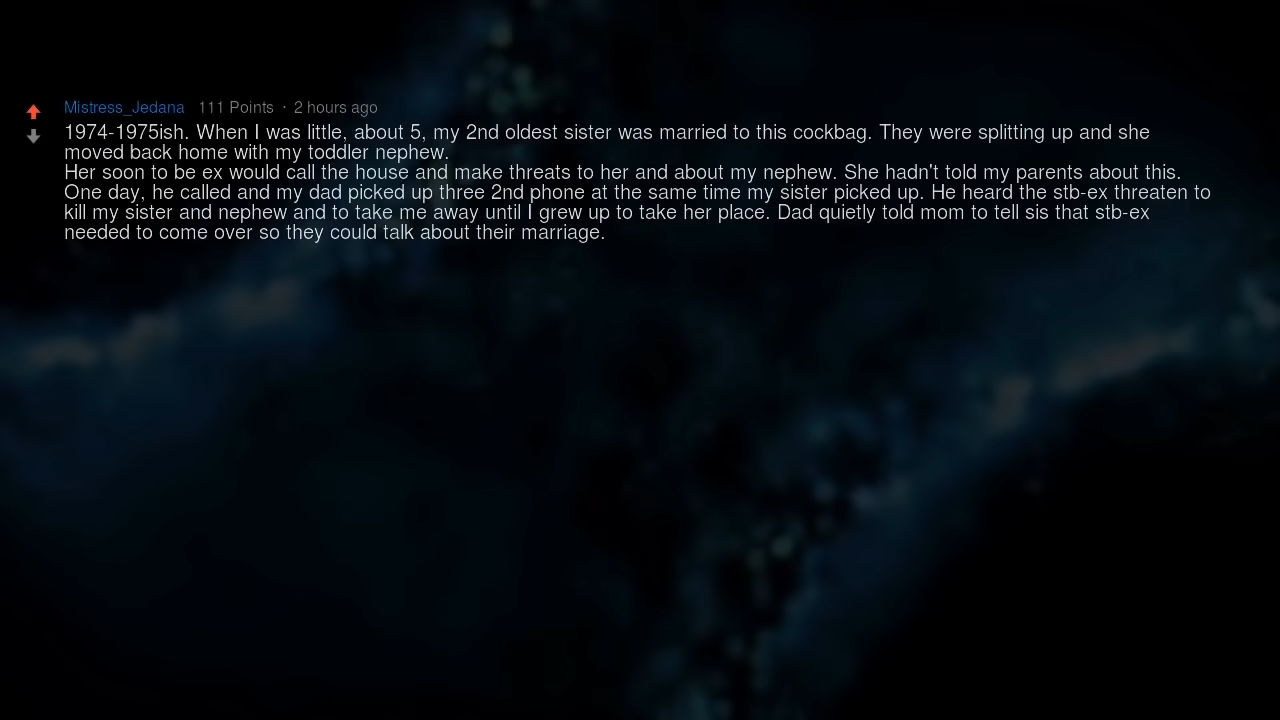 Mistress_Jedana 111 Points · 2 hours ago
1974-1975ish. When I was little, about 5, my 2nd oldest sister was married to this cockbag. They were splitting up and she
moved back home with my toddler nephew.
Her soon to be ex would call the house and make threats to her and about my nephew. She hadn't told my parents about this.
One day, he called and my dad picked up three 2nd phone at the same time my sister picked up. He heard the stb-ex threaten to
kill my sister and nephew and to take me away until I grew up to take her place. Dad quietly told mom to tell sis that stb-ex
needed to come over so they could talk about their marriage.